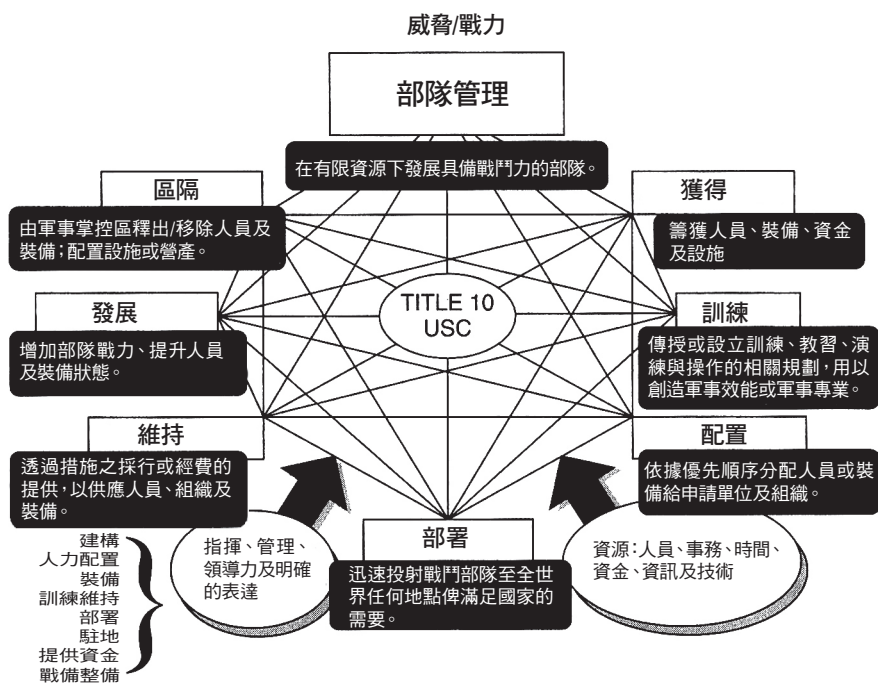 威脅/戰力
部隊管理
在有限資源下發展具備戰鬥力的部隊。
區隔
由軍事掌控區釋出/移除人員及
裝備；配置設施或營產。
獲得
籌獲人員、裝備、資金
及設施
發展
增加部隊戰力、提升人員
及裝備狀態。
TITLE 10
USC
訓練
傳授或設立訓練、教習、演
練與操作的相關規劃，用以
創造軍事效能或軍事專業。
維持
透過措施之採行或經費的
提供，以供應人員、組織及
裝備。
配置
依據優先順序分配人員或裝
備給申請單位及組織。
部署
迅速投射戰鬥部隊至全世
界任何地點俾滿足國家的
需要。
建構
人力配置
裝備
訓練維持
部署
駐地
提供資金
戰備整備
指揮、管理、
領導力及明確
的表達
資源：人員、事務、時間、
資金、資訊及技術